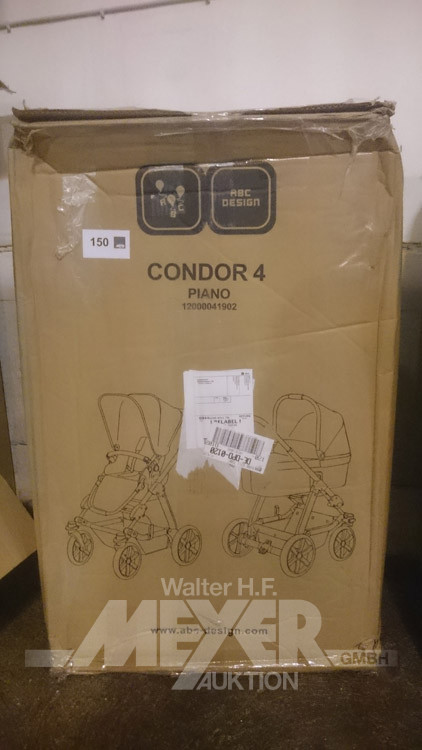 A B C
ABC
DESIGN
150
CONDOR 4
PIANO
12000041902
Walter H.F.
MEYER
www.abc-design.com
GMBH
AUKTION